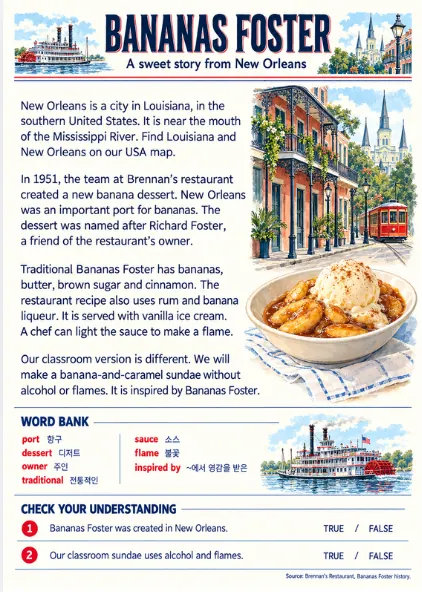 BANANAS FOSTER
A sweet story from New Orleans
New Orleans is a city in Louisiana, in the
southern United States. It is near the mouth
of the Mississippi River. Find Louisiana and
New Orleans on our USA map.
In 1951, the team at Brennan's restaurant
created a new banana dessert. New Orleans
was an important port for bananas. The
dessert was named after Richard Foster,
a friend of the restaurant's owner.
Traditional Bananas Foster has bananas,
butter, brown sugar and cinnamon. The
restaurant recipe also uses rum and banana
liqueur. It is served with vanilla ice cream.
A chef can light the sauce to make a flame.
Our classroom version is different. We will
make a banana-and-caramel sundae without
alcohol or flames. It is inspired by Bananas Foster.
WORD BANK
port 항구
dessert 디저트
owner 주인
traditional 전통적인
sauce 소스
flame 불꽃
inspired by ~에서 영감을 받은
CHECK YOUR UNDERSTANDING
1 Bananas Foster was created in New Orleans. TRUE / FALSE
2 Our classroom sundae uses alcohol and flames. TRUE / FALSE
Source: Brennan's Restaurant, Bananas Foster history.